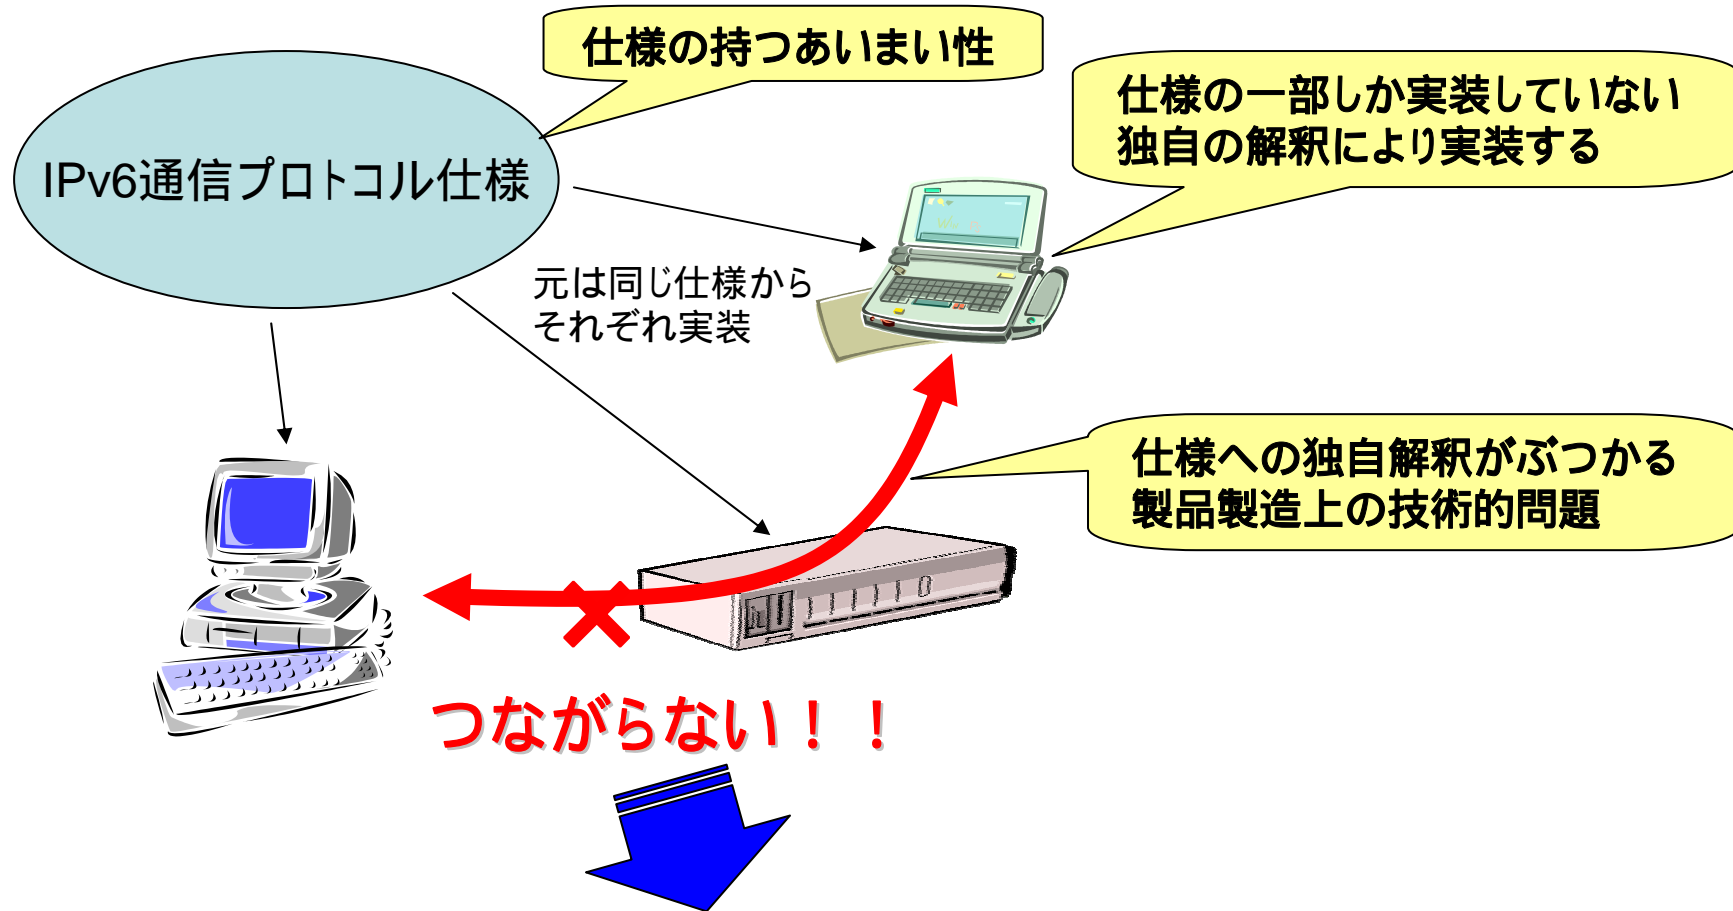 仕様の持つあいまい性
仕様の一部しか実装していない
独自の解釈により実装する
IPv6通信プロトコル仕様
元は同じ仕様から
それぞれ実装
仕様への独自解釈がぶつかる
製品製造上の技術的問題
つながらない！！